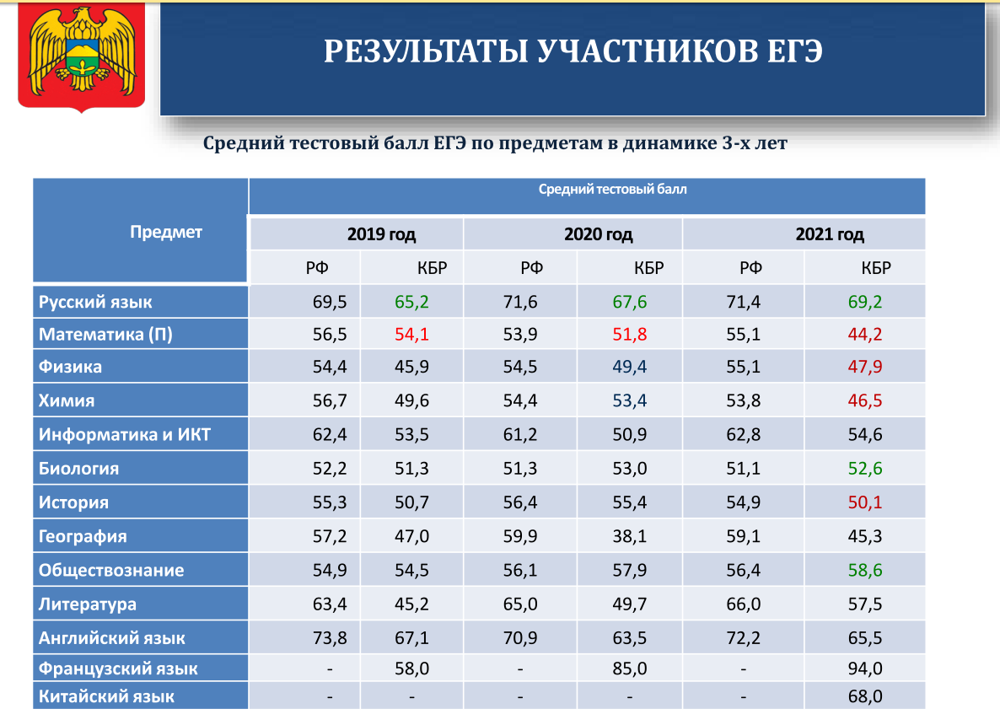 РЕЗУЛЬТАТЫ УЧАСТНИКОВ ЕГЭ
Средний тестовый балл ЕГЭ по предметам в динамике 3-х лет
Предмет Средний тестовый балл
2019 год 2020 год 2021 год
РФ КБР РФ КБР РФ КБР
Русский язык 69,5 65,2 71,6 67,6 71,4 69,2
Математика (П) 56,5 54,1 53,9 51,8 55,1 44,2
Физика 54,4 45,9 54,5 49,4 55,1 47,9
Химия 56,7 49,6 54,4 53,4 53,8 46,5
Информатика и ИКТ 62,4 53,5 61,2 50,9 62,8 54,6
Биология 52,2 51,3 51,3 53,0 51,1 52,6
История 55,3 50,7 56,4 55,4 54,9 50,1
География 57,2 47,0 59,9 38,1 59,1 45,3
Обществознание 54,9 54,5 56,1 57,9 56,4 58,6
Литература 63,4 45,2 65,0 49,7 66,0 57,5
Английский язык 73,8 67,1 70,9 63,5 72,2 65,5
Французский язык - 58,0 - 85,0 - 94,0
Китайский язык - - - - - 68,0